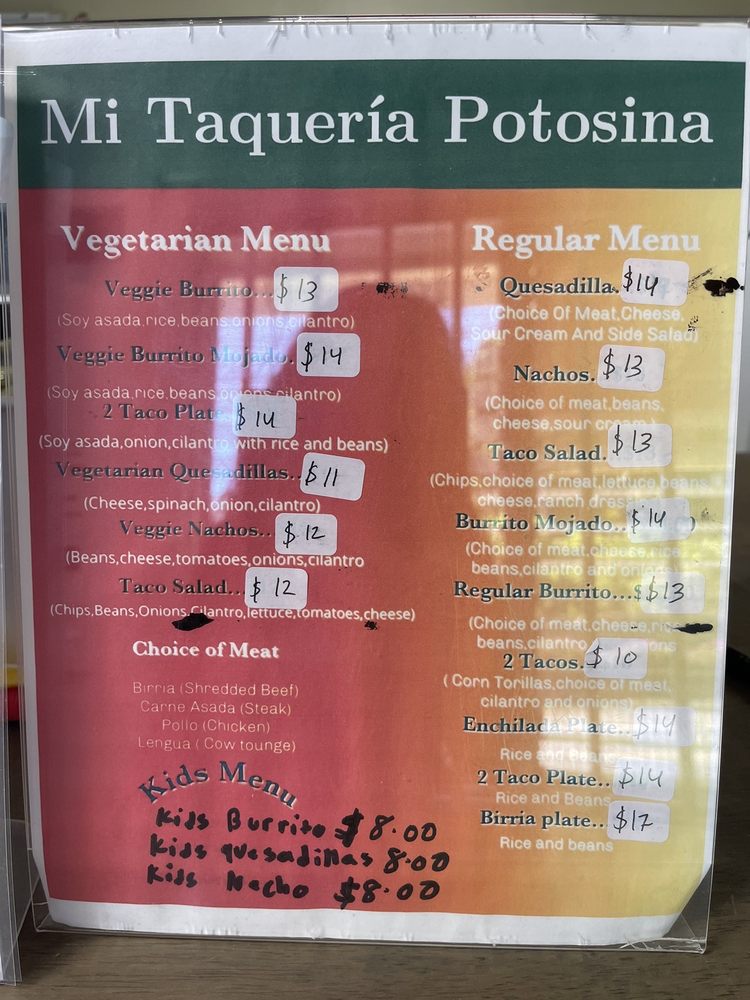 Mi Taquería Potosina
Vegetarian Menu
Veggie Burrito...$13
(Soy asada,rice,beans,onions,cilantro)
Veggie Burrito Mojado.$14
(Soy asada,rice,beans,onions,cilantro)
2 Taco Plate $14
(Soy asada,onion,cilantro with rice and beans)
Vegetarian Quesadillas..$11
(Cheese,spinach,onion,cilantro)
Veggie Nachos..$12
(Beans,cheese,tomatoes,onions,cilantro
Taco Salad...$12
(Chips,Beans,Onions,Cilantro,lettuce,tomatoes,cheese)
Choice of Meat
Birria (Shredded Beef)
Carne Asada (Steak)
Pollo (Chicken)
Lengua ( Cow tounge)
Kids Menu
Kids Burrito $8.00
Kids quesadillas 8.00
Kids Nacho $8.00
Regular Menu
Quesadilla.$14
(Choice Of Meat,Cheese,
Sour Cream And Side Salad)
Nachos.$13
(Choice of meat,beans,
cheese,sour cream
Taco Salad.$13
(Chips,choice of meat,lettuce,beans,
cheese,ranch dress
Burrito Mojado..$14 )
(Choice of meat,cheese,rice,
beans,cilantro and onions)
Regular Burrito...$$13
(Choice of meat,cheese,rice,
beans,cilantro ons)
2 Tacos.$10
( Corn Torillas,choice of meat,
cilantro and onions)
Enchilada Plate..$14
Rice and Beans
2 Taco Plate..$14
Rice and Beans
Birria plate..$17
Rice and beans